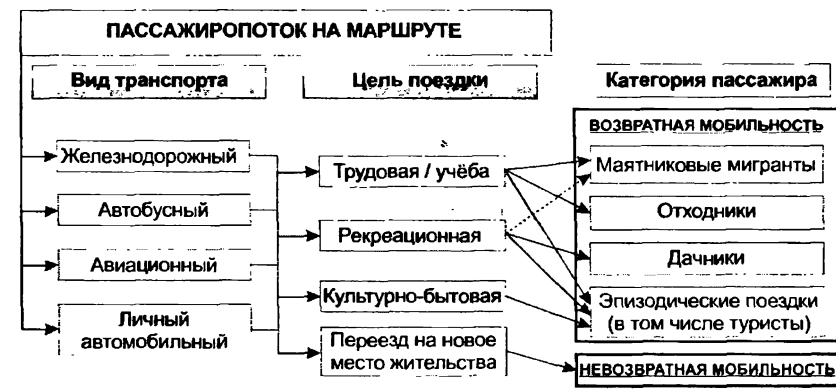 ПАССАЖИРОПОТОК НА МАРШРУТЕ
Вид транспорта
Цель поездки
Категория пассажира
Железнодорожный
Автобусный
Авиационный
Личный
автомобильный
Трудовая / учёба
Рекреационная
Культурно-бытовая
Переезд на новое
место жительства
ВОЗВРАТНАЯ МОБИЛЬНОСТЬ
Маятниковые мигранты
Отходники
Дачники
Эпизодические поездки
(в том числе туристы)
НЕВОЗВРАТНАЯ МОБИЛЬНОСТЬ